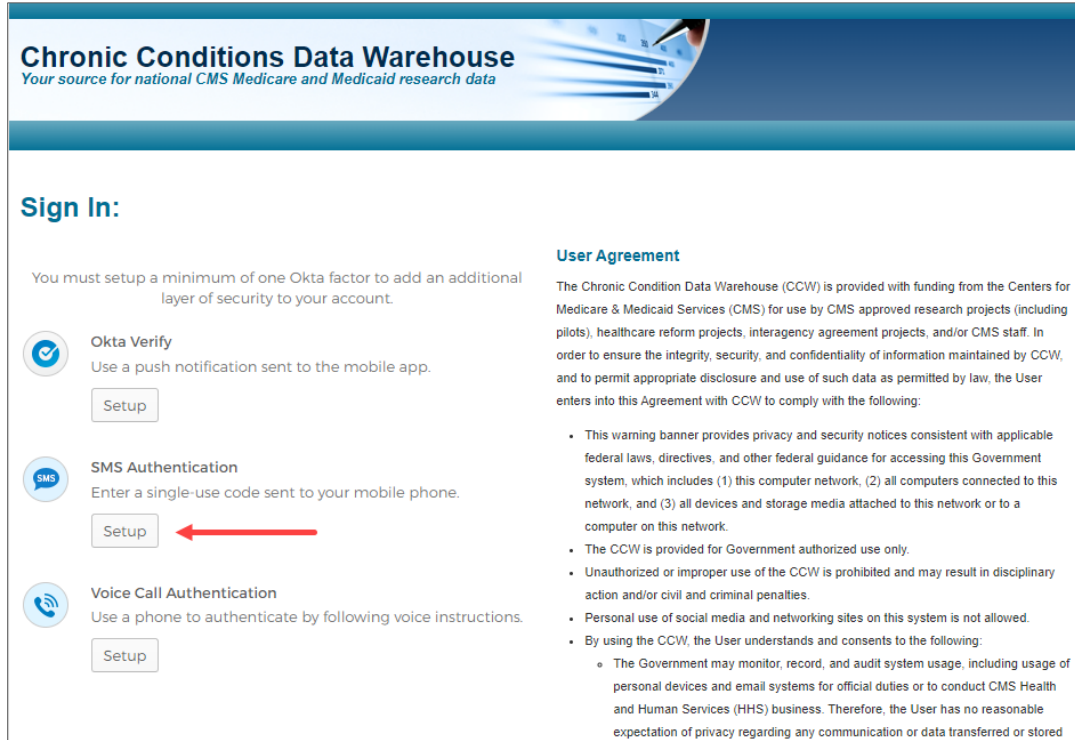 Chronic Conditions Data Warehouse
Your source for national CMS Medicare and Medicaid research data
Sign In:
You must setup a minimum of one Okta factor to add an additional
layer of security to your account.
Okta Verify
Use a push notification sent to the mobile app.
Setup
SMS
SMS Authentication
Enter a single-use code sent to your mobile phone.
Setup
Voice Call Authentication
Use a phone to authenticate by following voice instructions.
Setup
User Agreement
The Chronic Condition Data Warehouse (CCW) is provided with funding from the Centers for
Medicare & Medicaid Services (CMS) for use by CMS approved research projects (including
pilots), healthcare reform projects, interagency agreement projects, and/or CMS staff. In
order to ensure the integrity, security, and confidentiality of information maintained by CCW,
and to permit appropriate disclosure and use of such data as permitted by law, the User
enters into this Agreement with CCW to comply with the following:
• This warning banner provides privacy and security notices consistent with applicable
federal laws, directives, and other federal guidance for accessing this Government
system, which includes (1) this computer network, (2) all computers connected to this
network, and (3) all devices and storage media attached to this network or to a
computer on this network.
• The CCW is provided for Government authorized use only.
• Unauthorized or improper use of the CCW is prohibited and may result in disciplinary
action and/or civil and criminal penalties.
• Personal use of social media and networking sites on this system is not allowed.
• By using the CCW, the User understands and consents to the following:
◦ The Government may monitor, record, and audit system usage, including usage of
personal devices and email systems for official duties or to conduct CMS Health
and Human Services (HHS) business. Therefore, the User has no reasonable
expectation of privacy regarding any communication or data transferred or stored